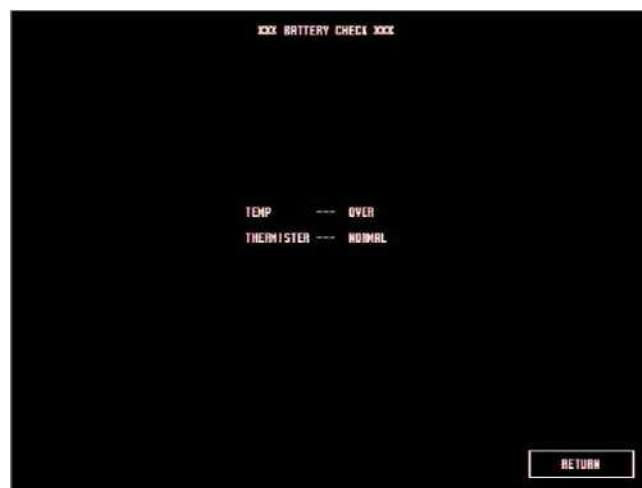 XXX BATTERY CHECK XXX
TEMP --- OVER
THERMISTER --- NORMAL
RETURN